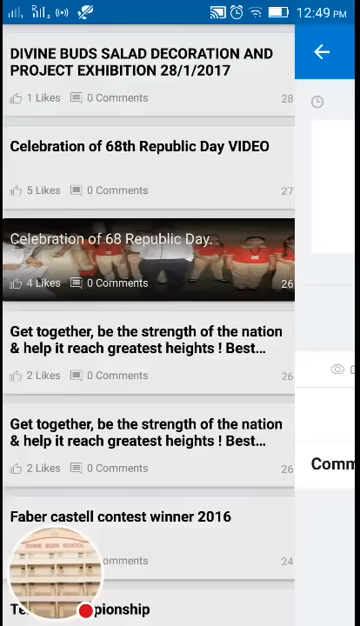 12:49 PM
DIVINE BUDS SALAD DECORATION AND
PROJECT EXHIBITION 28/1/2017
1 Likes 0 Comments 28
Celebration of 68th Republic Day VIDEO
5 Likes 0 Comments 27
Celebration of 68 Republic Day.
4 Likes 0 Comments 26
Get together, be the strength of the nation
& help it reach greatest heights ! Best...
2 Likes 0 Comments 26
Get together, be the strength of the nation
& help it reach greatest heights ! Best...
2 Likes 0 Comments 26
Comm
Faber castell contest winner 2016
omments 24
DIVINE BUDS SCHOOL
Te pionship